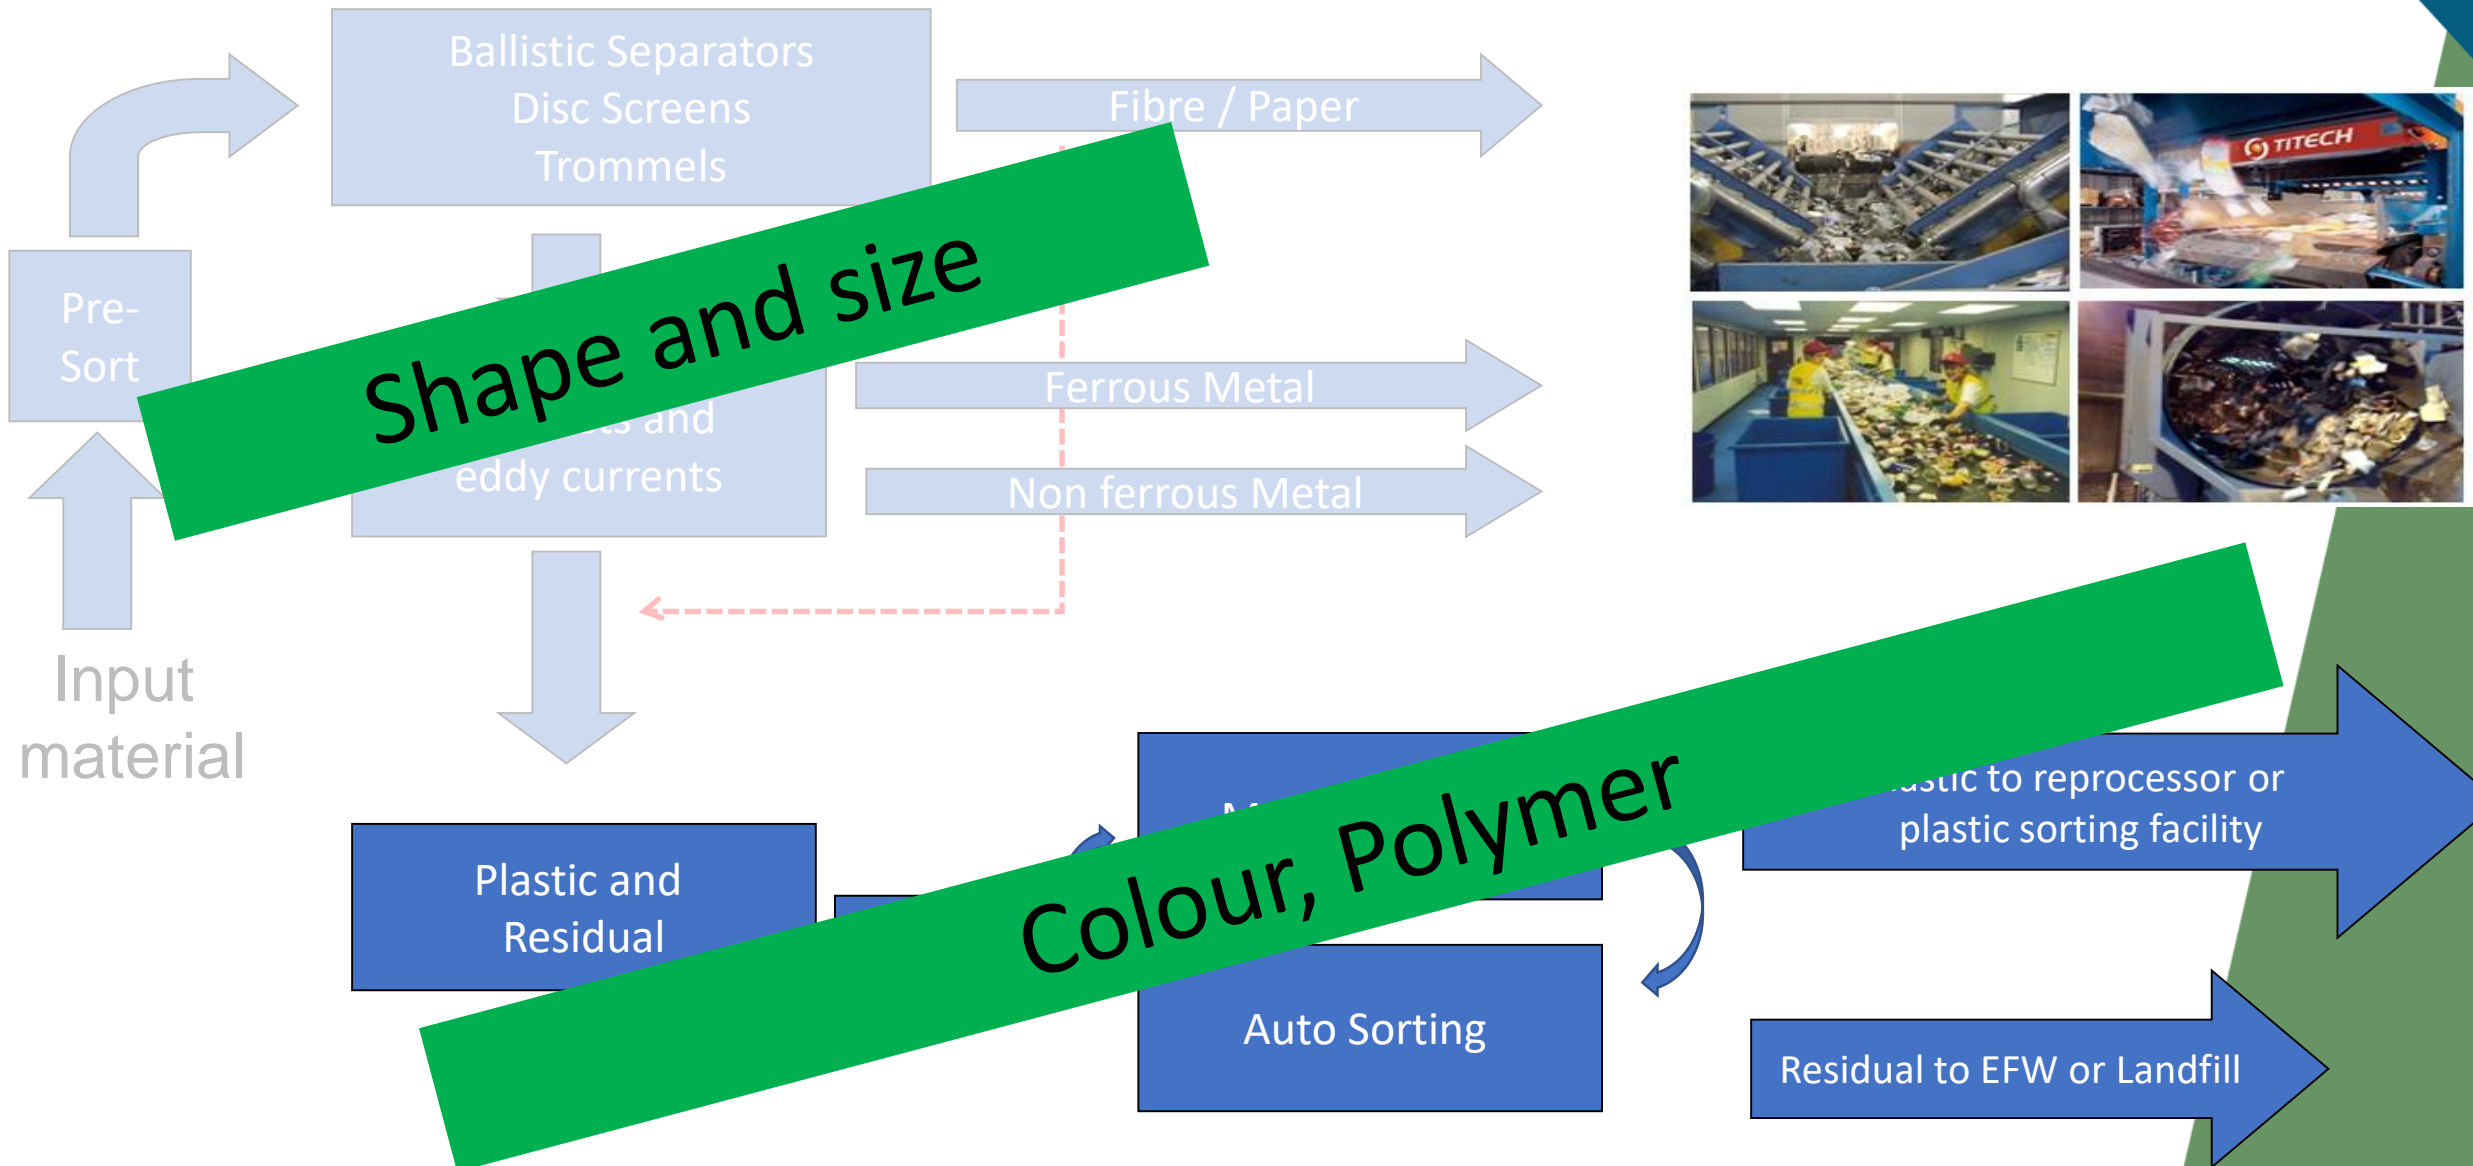 Ballistic Separators
Disc Screens
Trommels
Fibre / Paper
TITECH
Pre-
Sort
Shape and size
and
eddy currents
Ferrous Metal
Non ferrous Metal
Input
material
Plastic and
Residual
Colour, Polymer
Auto Sorting
to reprocessor or
plastic sorting facility
Residual to EFW or Landfill